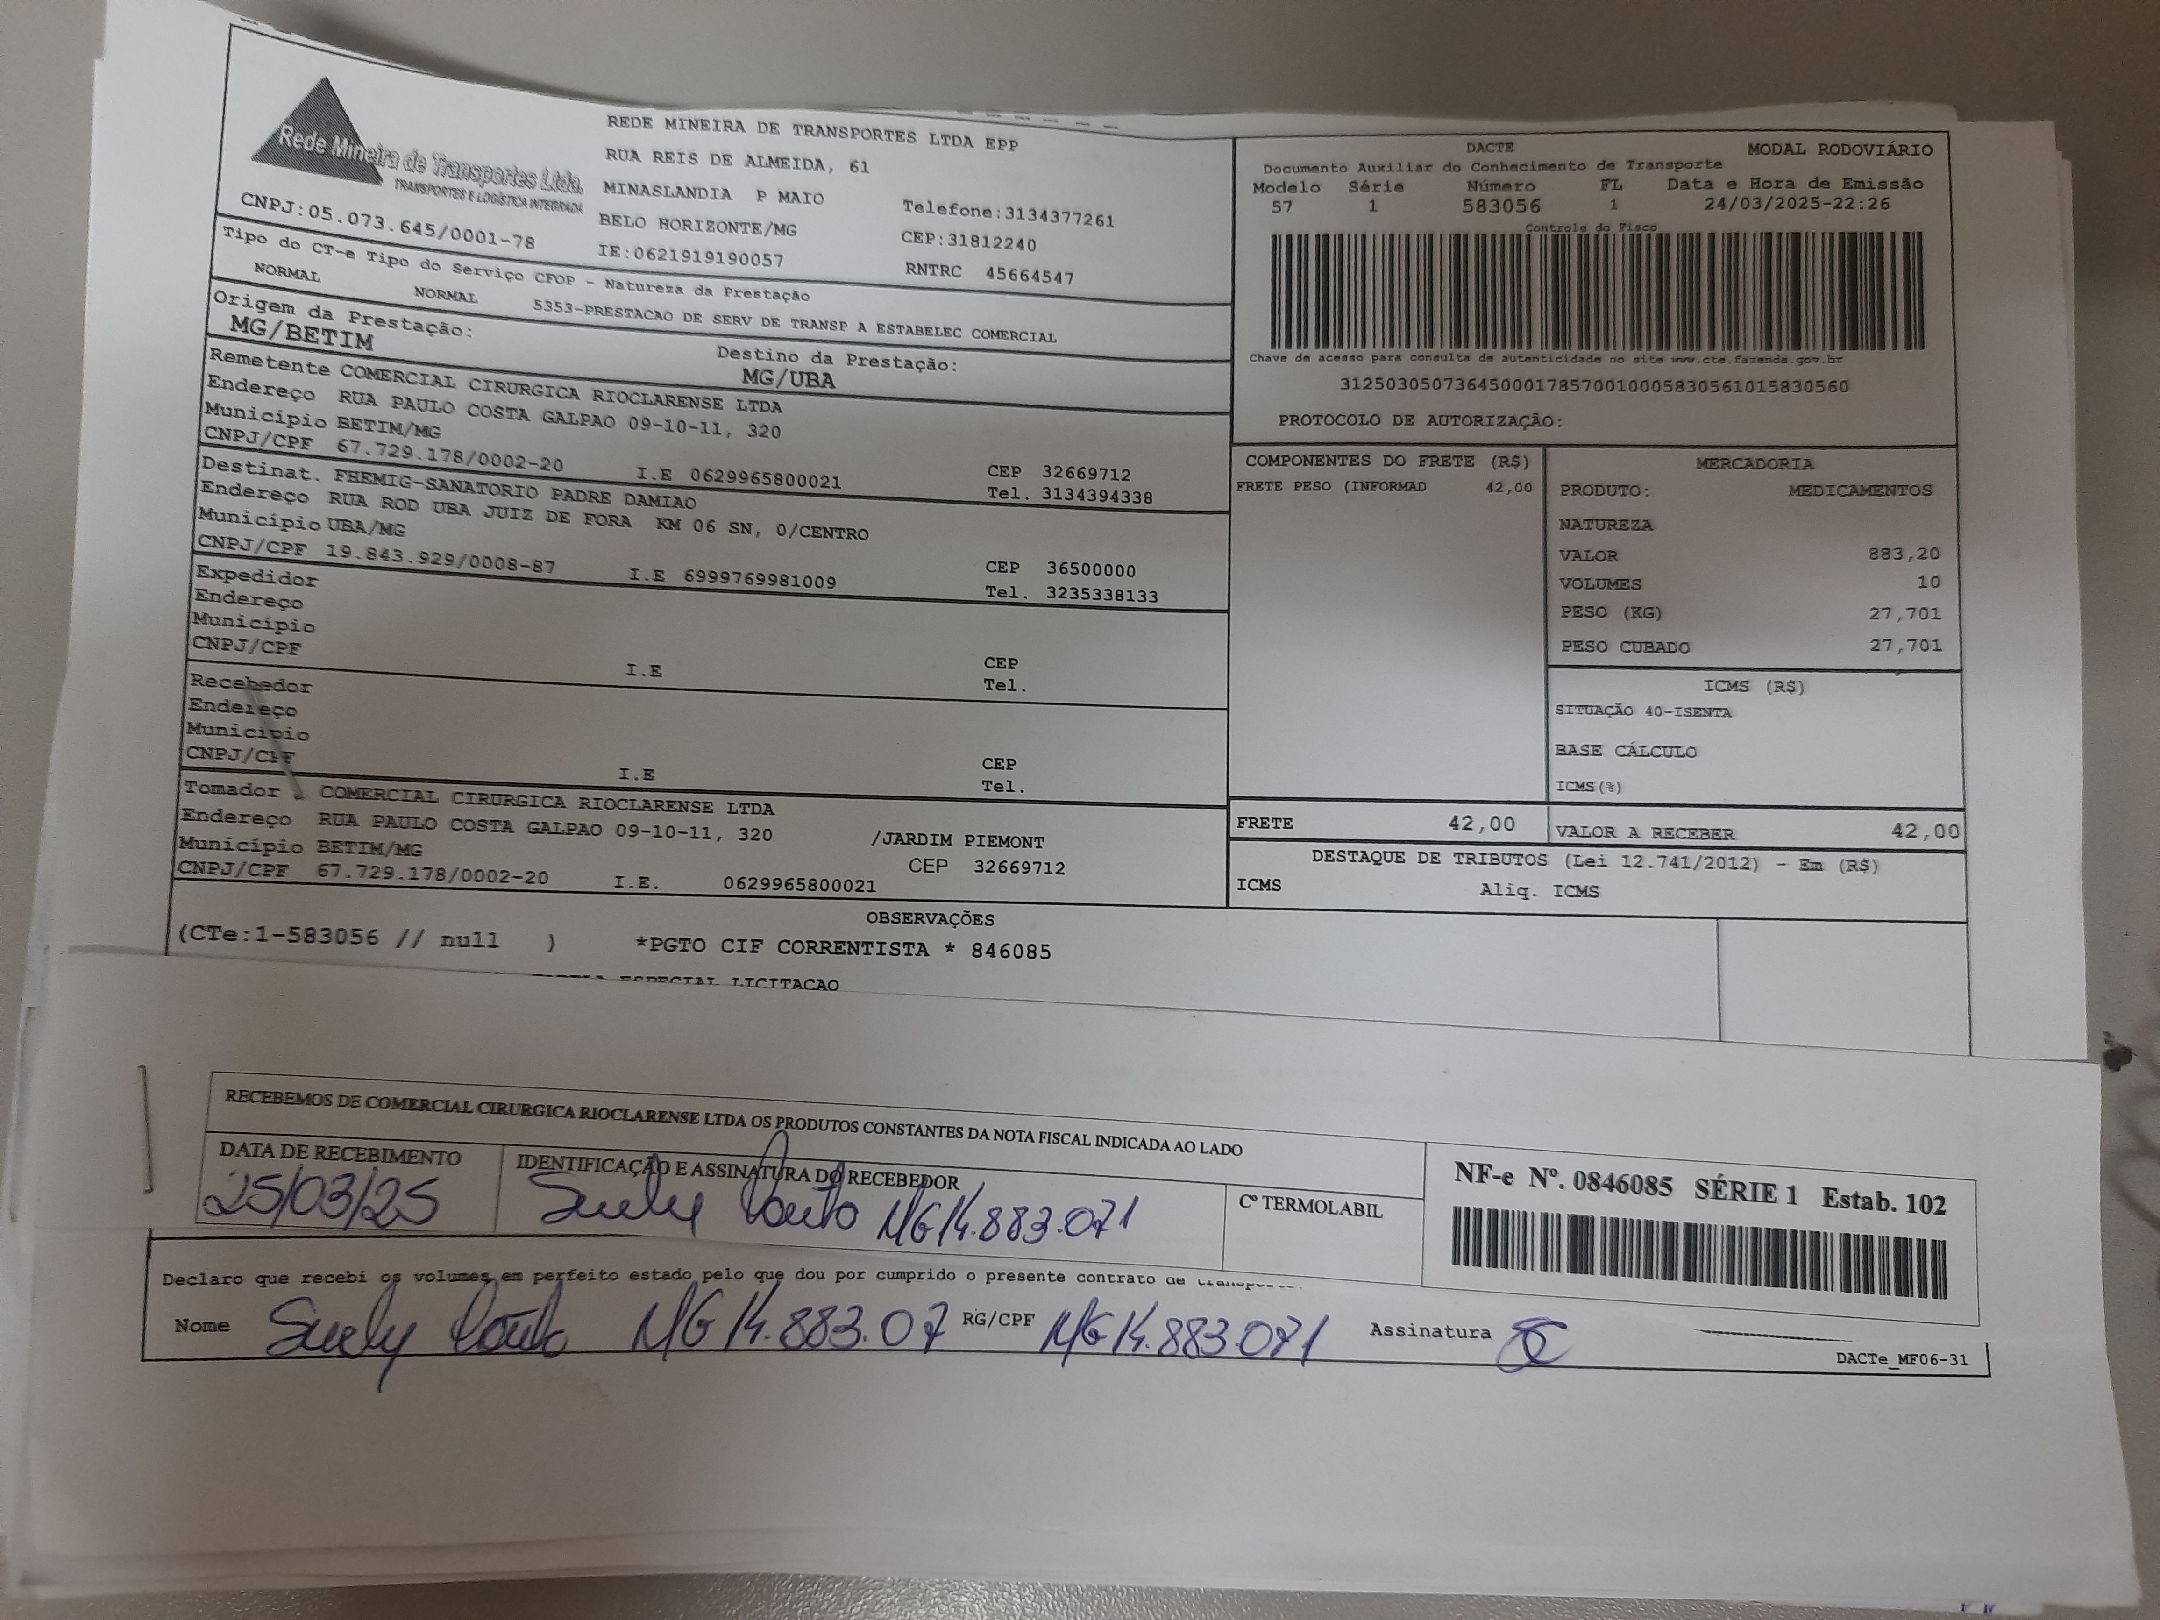 Rede Mineira de Transportes Ltda.
TRANSPORTES E LOGÍSTICA INTEGRADA
CNPJ:05.073.645/0001-78
REDE MINEIRA DE TRANSPORTES LTDA EPP
RUA REIS DE ALMEIDA, 61
MINASLANDIA P MAIO
BELO HORIZONTE/MG
IE:0621919190057
Telefone:3134377261
CEP:31812240
RNTRC 45664547
DACTE MODAL RODOVIÁRIO
Documento Auxiliar do Conhecimento de Transporte
Modelo Série Número FL Data e Hora de Emissão
57 1 583056 1 24/03/2025-22:26
Controle do Fisco
Chave de acesso para consulta de autenticidade no site www.cte.fazenda.gov.br
31250305073645000178570010005830561015830560
PROTOCOLO DE AUTORIZAÇÃO:
Tipo do CT-e Tipo do Serviço CFOP - Natureza da Prestação
NORMAL NORMAL 5353-PRESTACAO DE SERV DE TRANSP A ESTABELEC COMERCIAL
Origem da Prestação: Destino da Prestação:
MG/BETIM MG/UBA
Remetente COMERCIAL CIRURGICA RIOCLARENSE LTDA
Endereço RUA PAULO COSTA GALPAO 09-10-11, 320
Município BETIM/MG CEP 32669712
CNPJ/CPF 67.729.178/0002-20 I.E 0629965800021 Tel. 3134394338
Destinat. FHEMIG-SANATORIO PADRE DAMIAO
Endereço RUA ROD UBA JUIZ DE FORA KM 06 SN, 0/CENTRO
Município UBA/MG CEP 36500000
CNPJ/CPF 19.843.929/0008-87 I.E 6999769981009 Tel. 3235338133
Expedidor
Endereço
Município CEP
CNPJ/CPF I.E Tel.
Recebedor
Endereço
Município CEP
CNPJ/CPF I.E Tel.
Tomador COMERCIAL CIRURGICA RIOCLARENSE LTDA
Endereço RUA PAULO COSTA GALPAO 09-10-11, 320 /JARDIM PIEMONT
Município BETIM/MG CEP 32669712
CNPJ/CPF 67.729.178/0002-20 I.E. 0629965800021
COMPONENTES DO FRETE (R$)
FRETE PESO (INFORMAD 42,00
MERCADORIA
PRODUTO: MEDICAMENTOS
NATUREZA
VALOR 883,20
VOLUMES 10
PESO (KG) 27,701
PESO CUBADO 27,701
ICMS (R$)
SITUAÇÃO 40-ISENTA
BASE CÁLCULO
ICMS(%)
FRETE 42,00 VALOR A RECEBER 42,00
DESTAQUE DE TRIBUTOS (Lei 12.741/2012) - Em (R$)
ICMS Aliq. ICMS
OBSERVAÇÕES
(CTe:1-583056 // null ) *PGTO CIF CORRENTISTA * 846085
ESPECIAL LICITACAO
RECEBEMOS DE COMERCIAL CIRURGICA RIOCLARENSE LTDA OS PRODUTOS CONSTANTES DA NOTA FISCAL INDICADA AO LADO
DATA DE RECEBIMENTO IDENTIFICAÇÃO E ASSINATURA DO RECEBEDOR
25/03/25 Suely Couto MG 14.883.071
Cº TERMOLABIL
NF-e Nº. 0846085 SÉRIE 1 Estab. 102
Declaro que recebi os volumes em perfeito estado pelo que dou por cumprido o presente contrato de
Nome Suely Couto MG 14.883.07 RG/CPF MG 14.883.071 Assinatura
DACTe_MF06-31